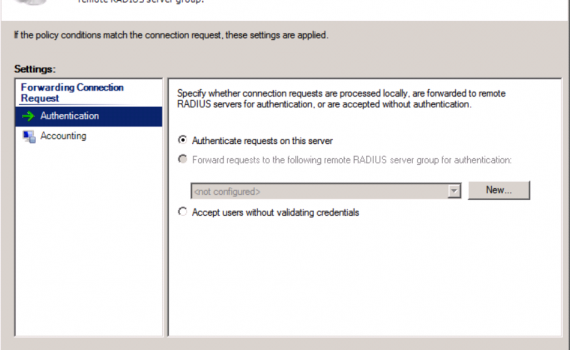 remote RADIUS server group.
If the policy conditions match the connection request, these settings are applied.
Settings:
Forwarding Connection
Request
Authentication
Accounting
Specify whether connection requests are processed locally, are forwarded to remote
RADIUS servers for authentication, or are accepted without authentication.
Authenticate requests on this server
Forward requests to the following remote RADIUS server group for authentication:
<not configured>
New...
Accept users without validating credentials